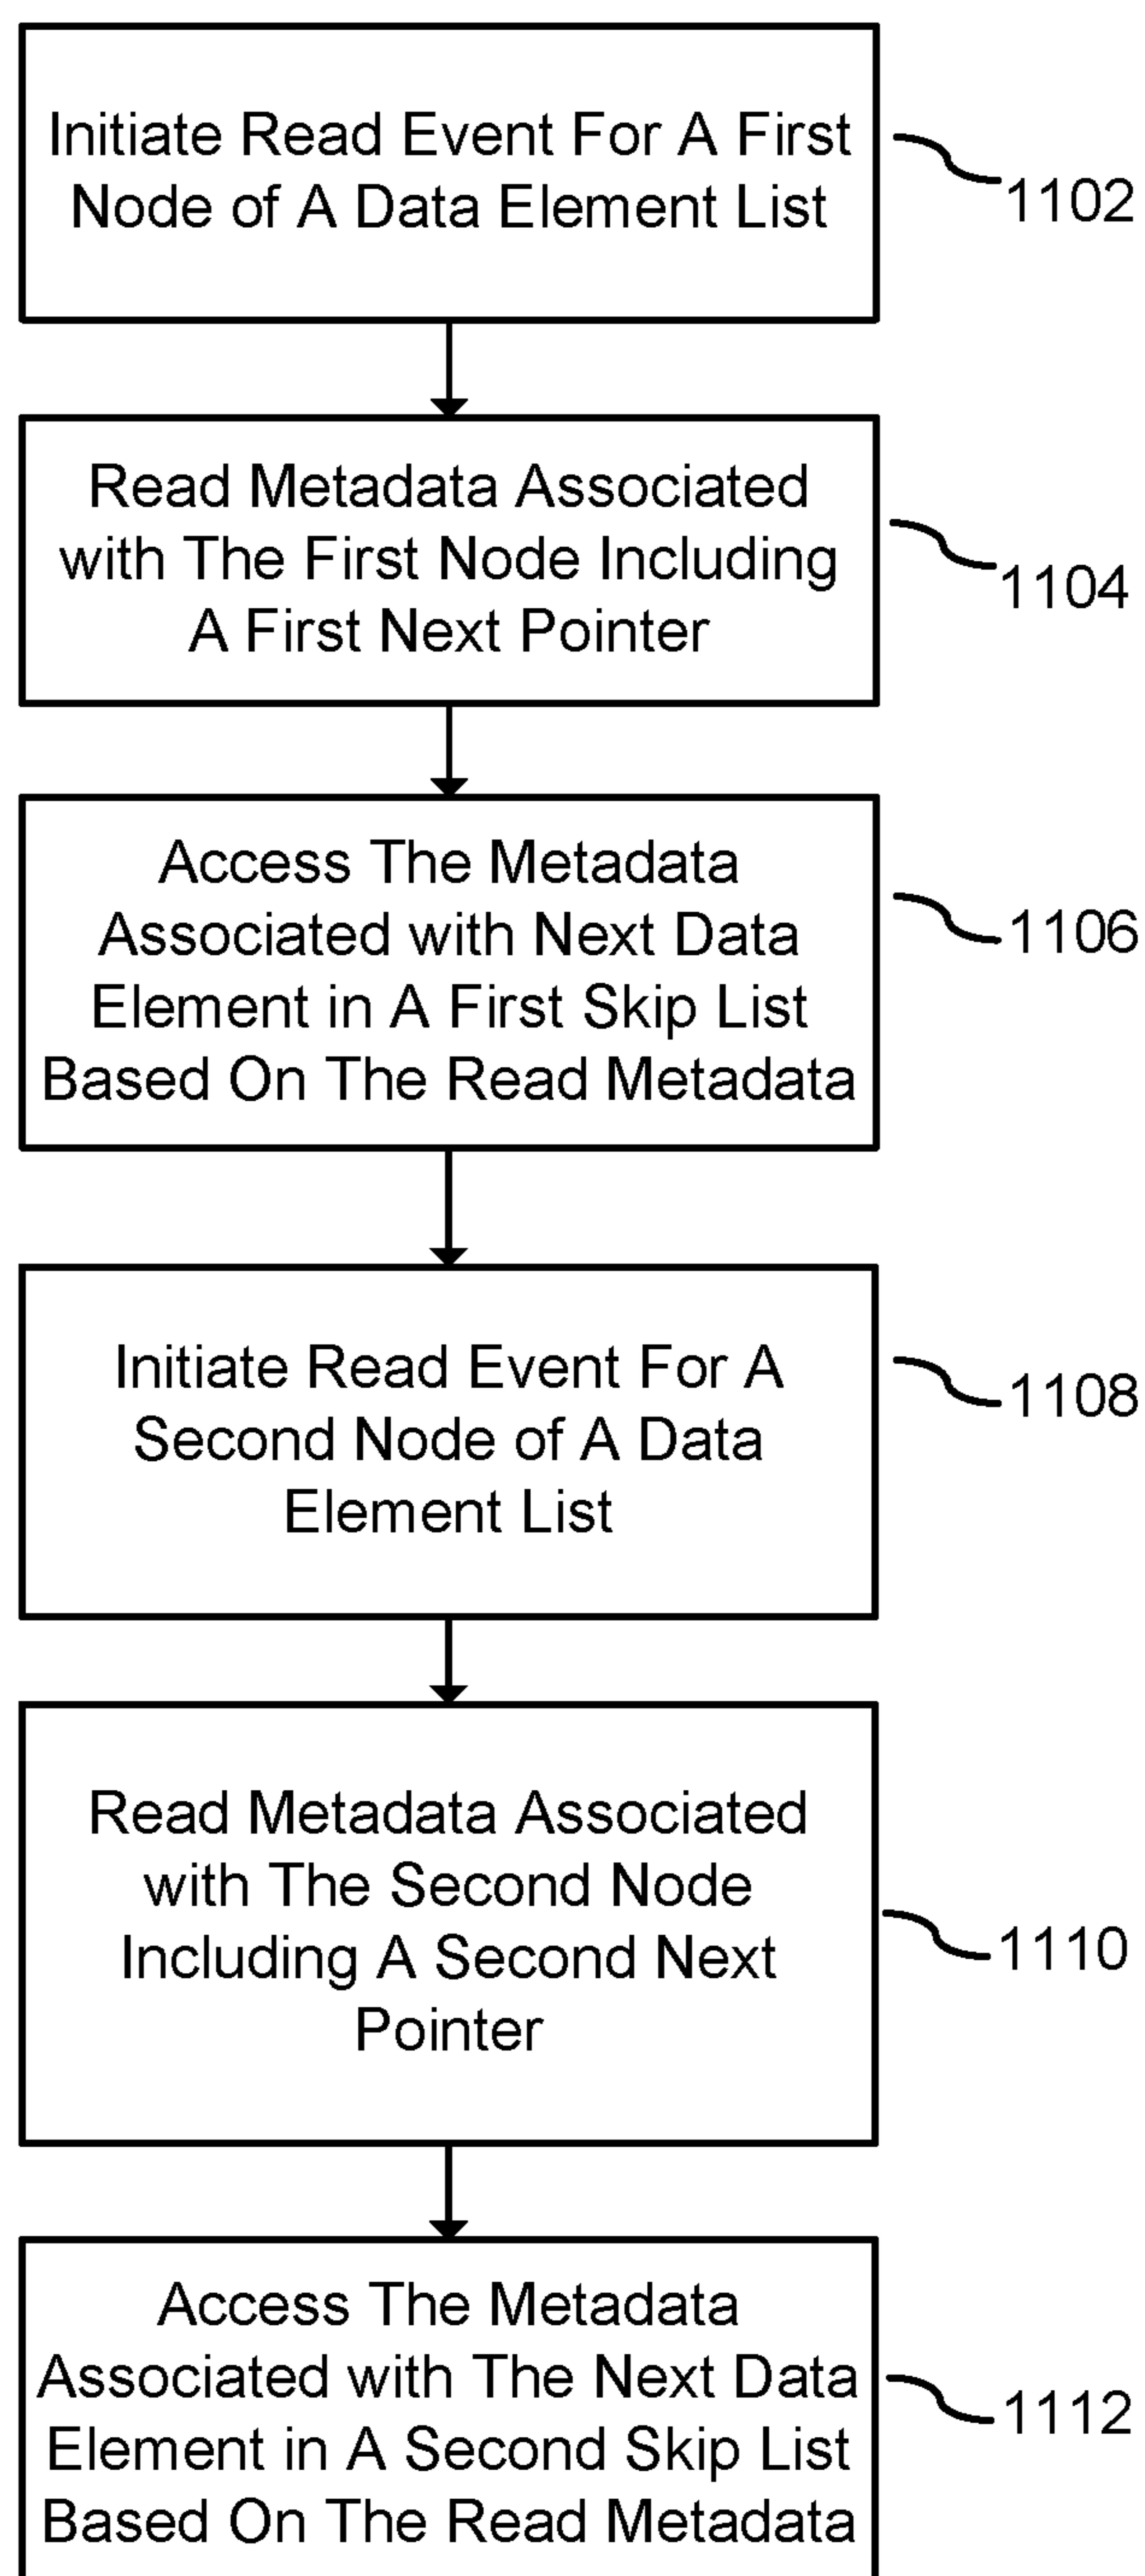 Initiate Read Event For A First
Node of A Data Element List
1102
Read Metadata Associated
with The First Node Including
A First Next Pointer
1104
Access The Metadata
Associated with Next Data
Element in A First Skip List
Based On The Read Metadata
1106
Initiate Read Event For A
Second Node of A Data
Element List
1108
Read Metadata Associated
with The Second Node
Including A Second Next
Pointer
1110
Access The Metadata
Associated with The Next Data
Element in A Second Skip List
Based On The Read Metadata
1112